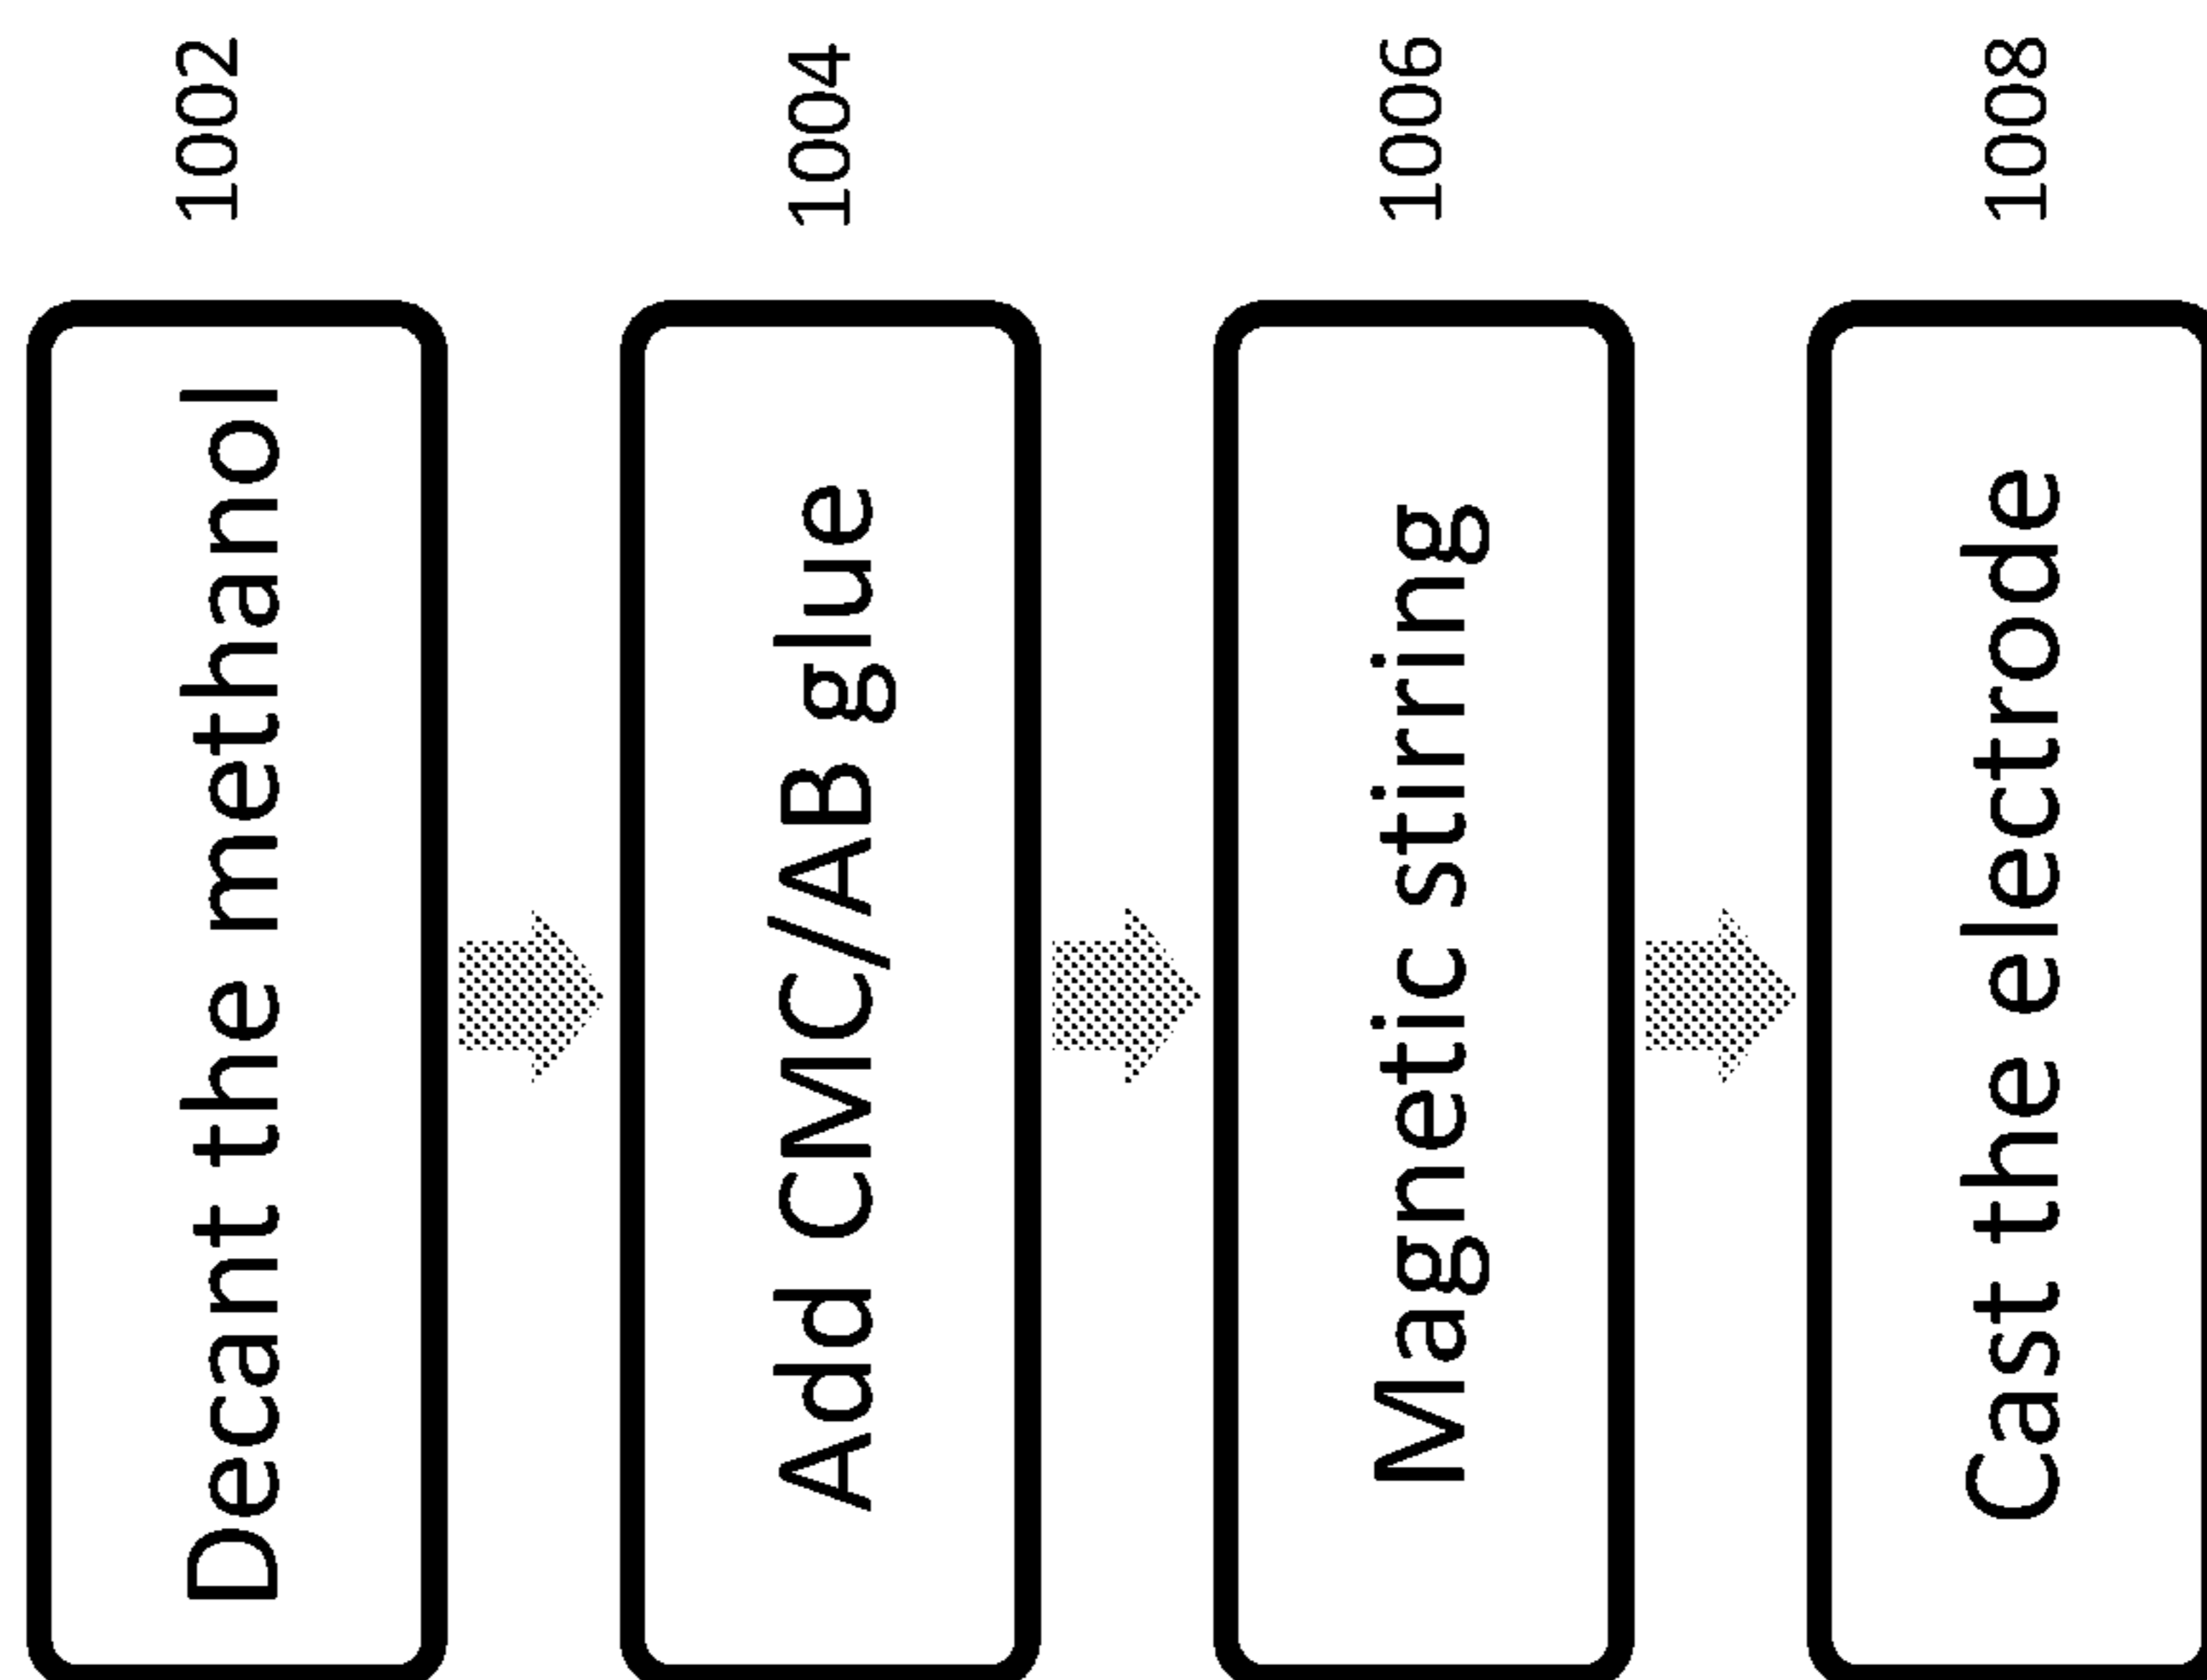 Decant the methanol
1002
Add CMC/AB glue
1004
Magnetic stirring
1006
Cast the electrode
1008